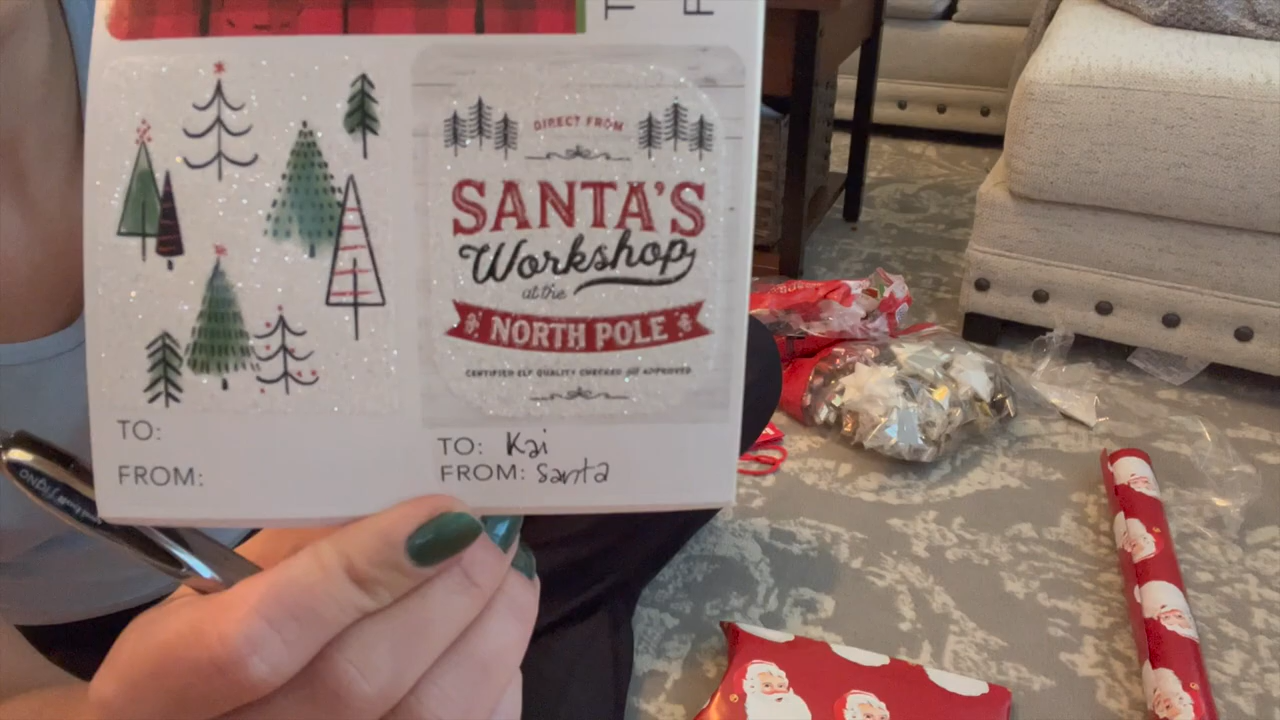 DIRECT FROM
SANTA'S
Workshop
at the
NORTH POLE
CERTIFIED ELF QUALITY CHECKED AND APPROVED
TO:
FROM:
TO: Kai
FROM: Santa